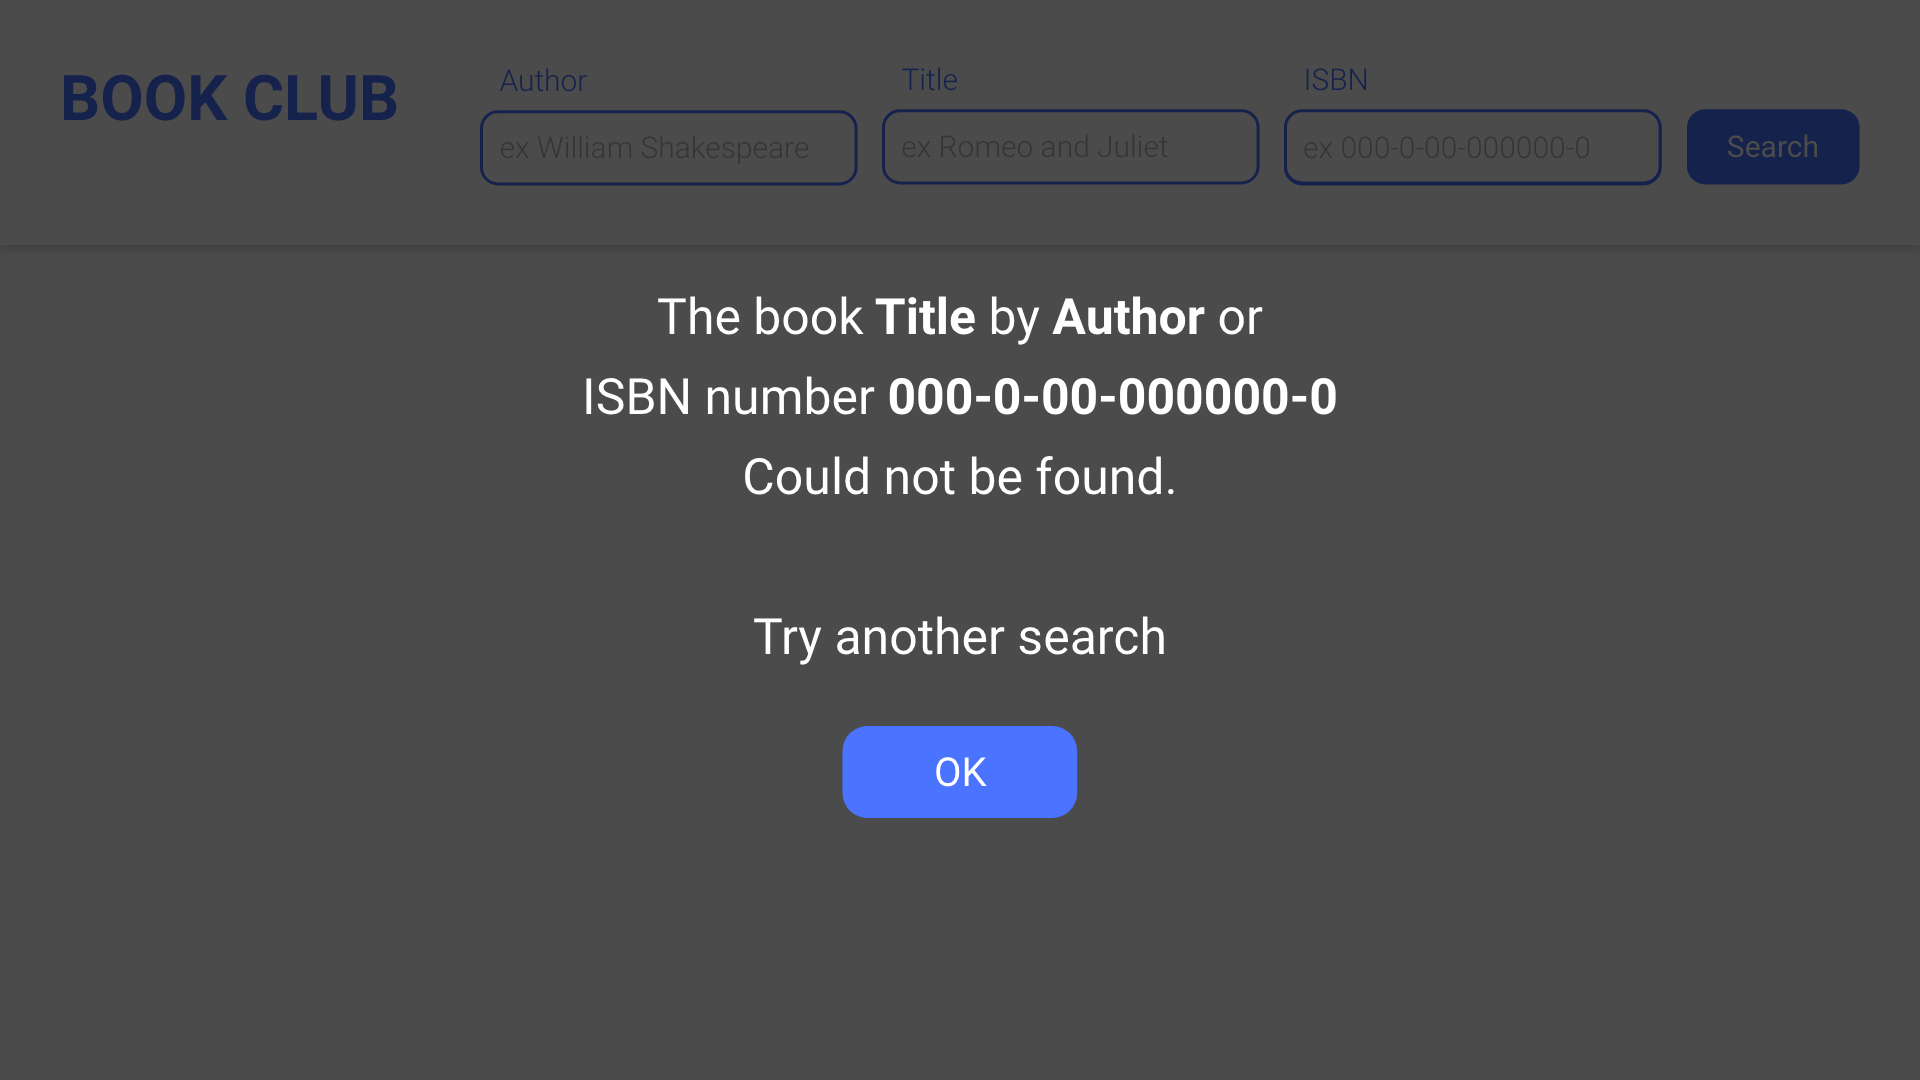 BOOK CLUB
Author
Title
ISBN
ex William Shakespeare
ex Romeo and Juliet
ex 000-0-00-000000-0
Search
The book Title by Author or
ISBN number 000-0-00-000000-0
Could not be found.
Try another search
OK